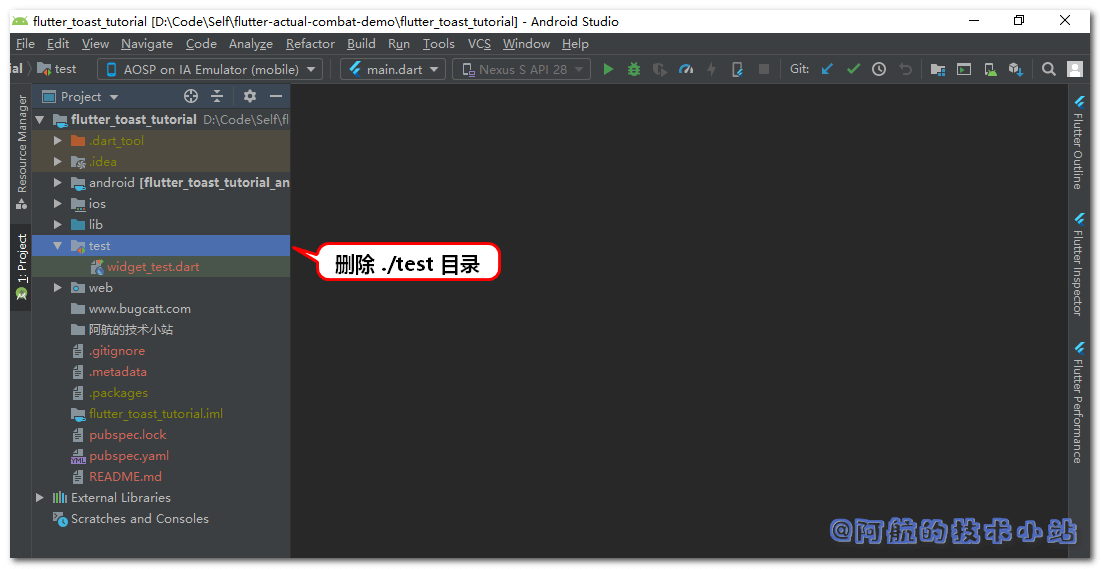 flutter_toast_tutorial [D:\Code\Self\flutter-actual-combat-demo\flutter_toast_tutorial] - Android Studio
File Edit View Navigate Code Analyze Refactor Build Run Tools VCS Window Help
ial test AOSP on IA Emulator (mobile) main.dart Nexus S API 28 Git:
Project
Resource Manager
1: Project
flutter_toast_tutorial D:\Code\Self\fl
.dart_tool
.idea
android [flutter_toast_tutorial_an
ios
lib
test
删除 ./test 目录
widget_test.dart
web
www.bugcatt.com
阿航的技术小站
.gitignore
.metadata
.packages
flutter_toast_tutorial.iml
pubspec.lock
pubspec.yaml
README.md
External Libraries
Scratches and Consoles
Flutter Outline
Flutter Inspector
Flutter Performance
@阿航的技术小站